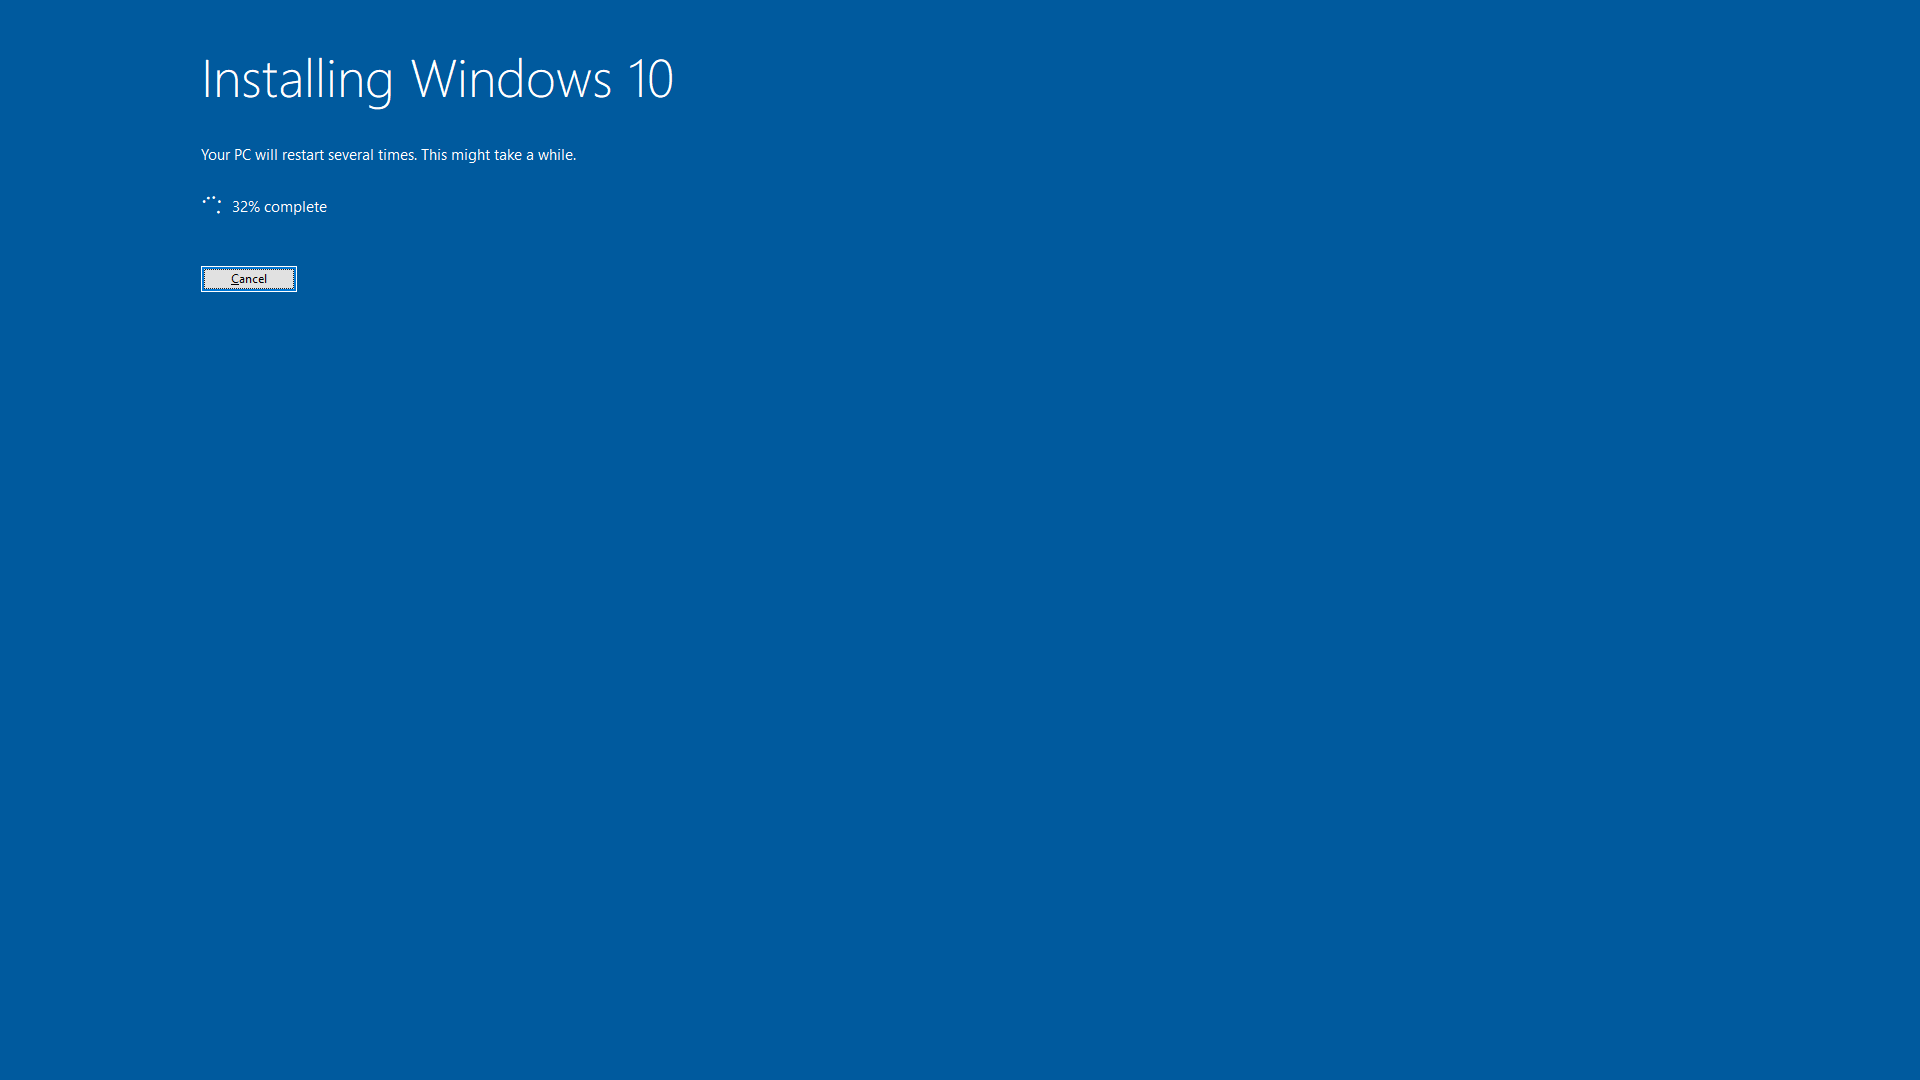 Installing Windows 10
Your PC will restart several times. This might take a while.
32% complete
Cancel